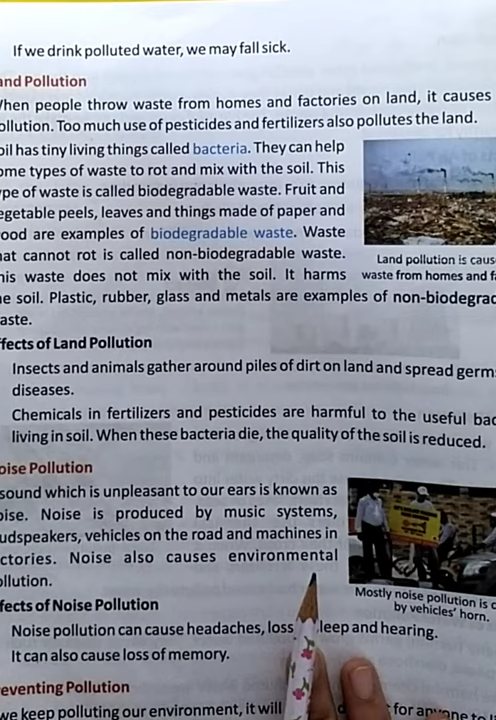 If we drink polluted water, we may fall sick.
and Pollution
hen people throw waste from homes and factories on land, it causes
ollution. Too much use of pesticides and fertilizers also pollutes the land.
oil has tiny living things called bacteria. They can help
ome types of waste to rot and mix with the soil. This
ype of waste is called biodegradable waste. Fruit and
egetable peels, leaves and things made of paper and
ood are examples of biodegradable waste. Waste
hat cannot rot is called non-biodegradable waste.
his waste does not mix with the soil. It harms
Land pollution is caus
waste from homes and f
he soil. Plastic, rubber, glass and metals are examples of non-biodegrad
aste.
ffects of Land Pollution
Insects and animals gather around piles of dirt on land and spread germ
diseases.
Chemicals in fertilizers and pesticides are harmful to the useful bac
living in soil. When these bacteria die, the quality of the soil is reduced.
oise Pollution
sound which is unpleasant to our ears is known as
oise. Noise is produced by music systems,
udspeakers, vehicles on the road and machines in
ctories. Noise also causes environmental
ollution.
Mostly noise pollution is c
by vehicles' horn.
fects of Noise Pollution
Noise pollution can cause headaches, loss leep and hearing.
It can also cause loss of memory.
eventing Pollution
we keep polluting our environment, it will for anyone to